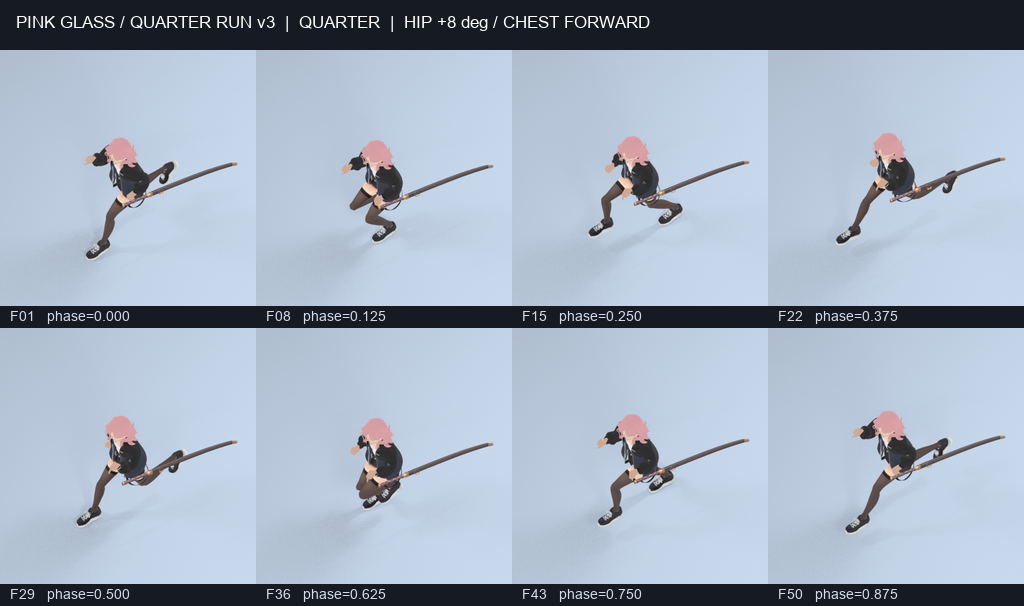 PINK GLASS / QUARTER RUN v3 | QUARTER | HIP +8 deg / CHEST FORWARD
F01 phase=0.000
F08 phase=0.125
F15 phase=0.250
F22 phase=0.375
F29 phase=0.500
F36 phase=0.625
F43 phase=0.750
F50 phase=0.875